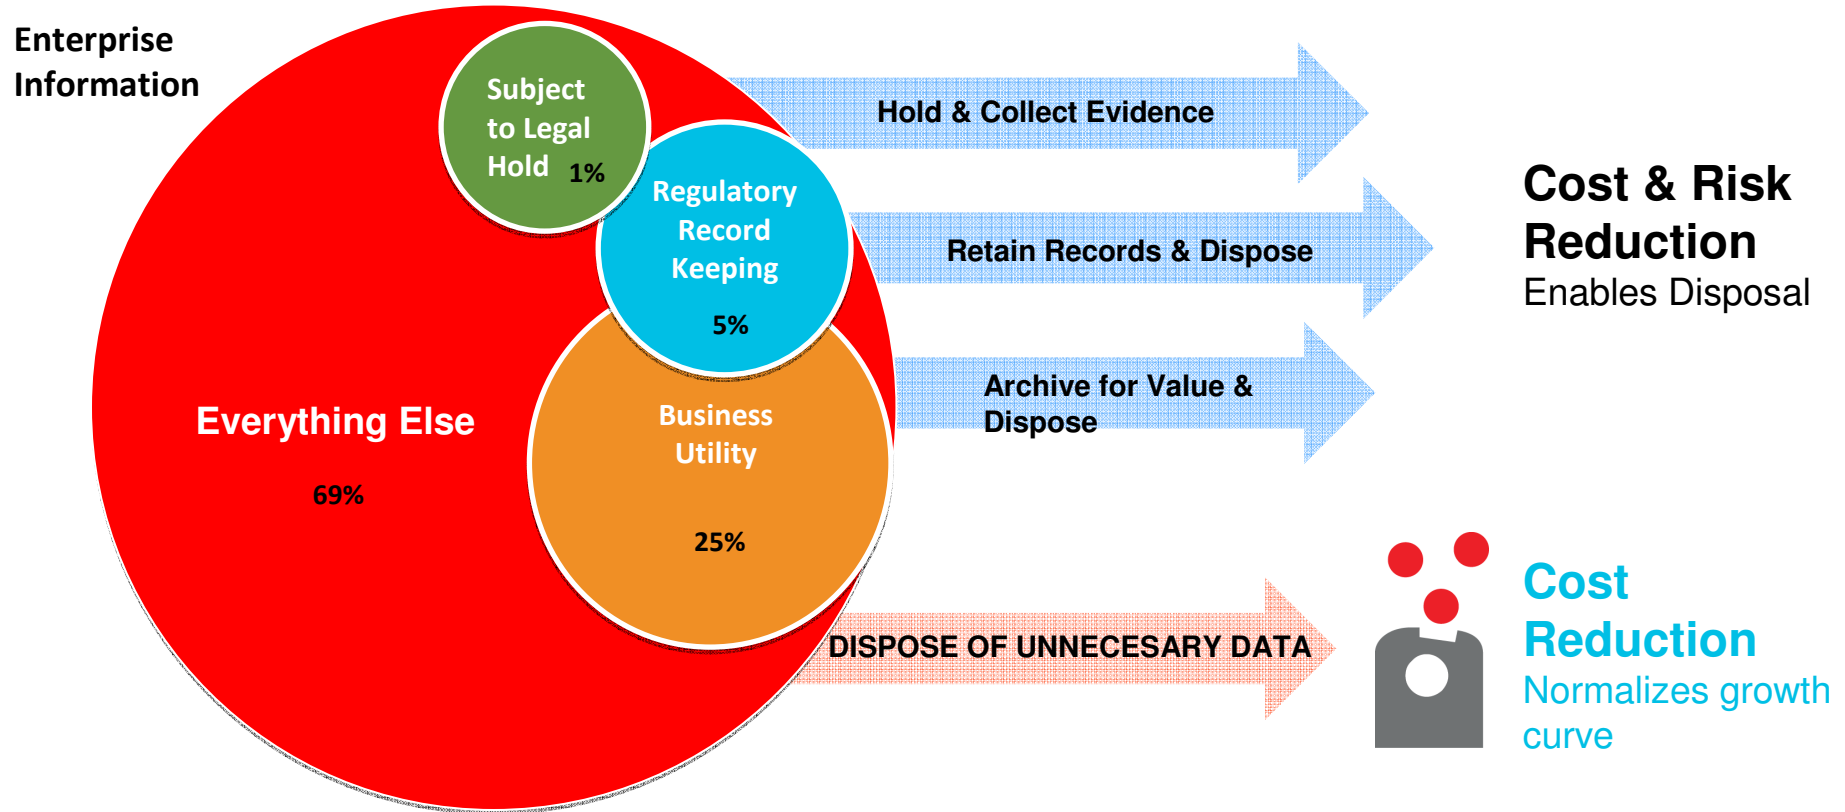 Enterprise
Information
Subject
to Legal
Hold 1%
Regulatory
Record
Keeping
5%
Business
Utility
25%
Everything Else
69%
Hold & Collect Evidence
Retain Records & Dispose
Archive for Value &
Dispose
DISPOSE OF UNNECESARY DATA
Cost & Risk
Reduction
Enables Disposal
Cost
Reduction
Normalizes growth
curve